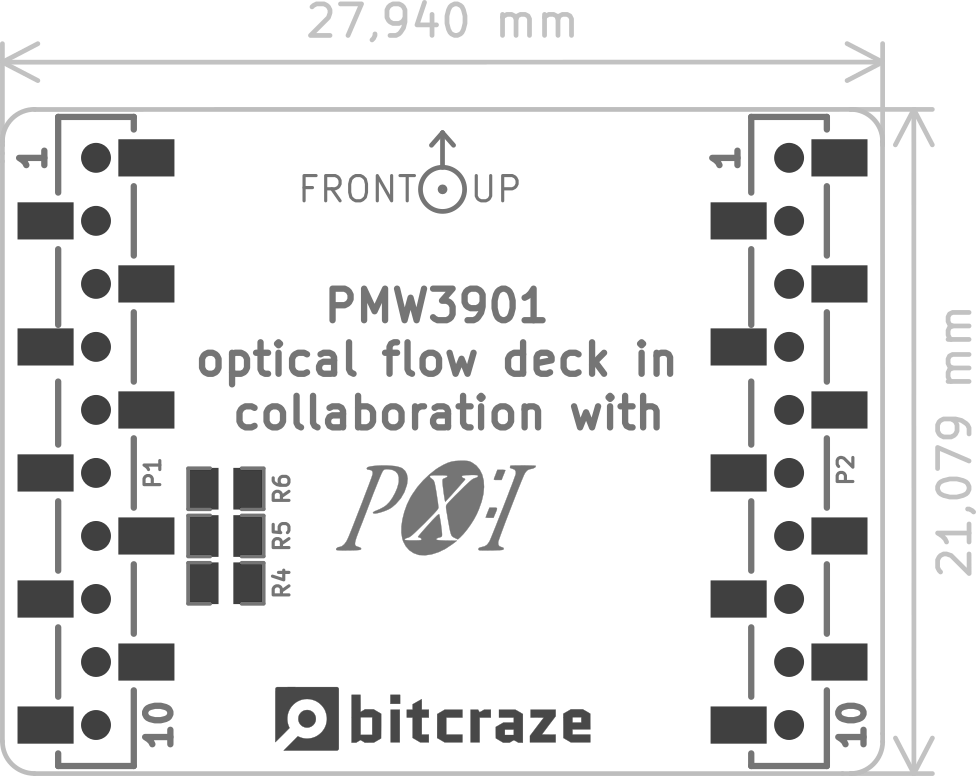 27,940 mm
1
1
FRONT UP
PMW3901
optical flow deck in
collaboration with
PX4
P1
P2
R6
R5
R4
21,079 mm
bitcraze
10
10